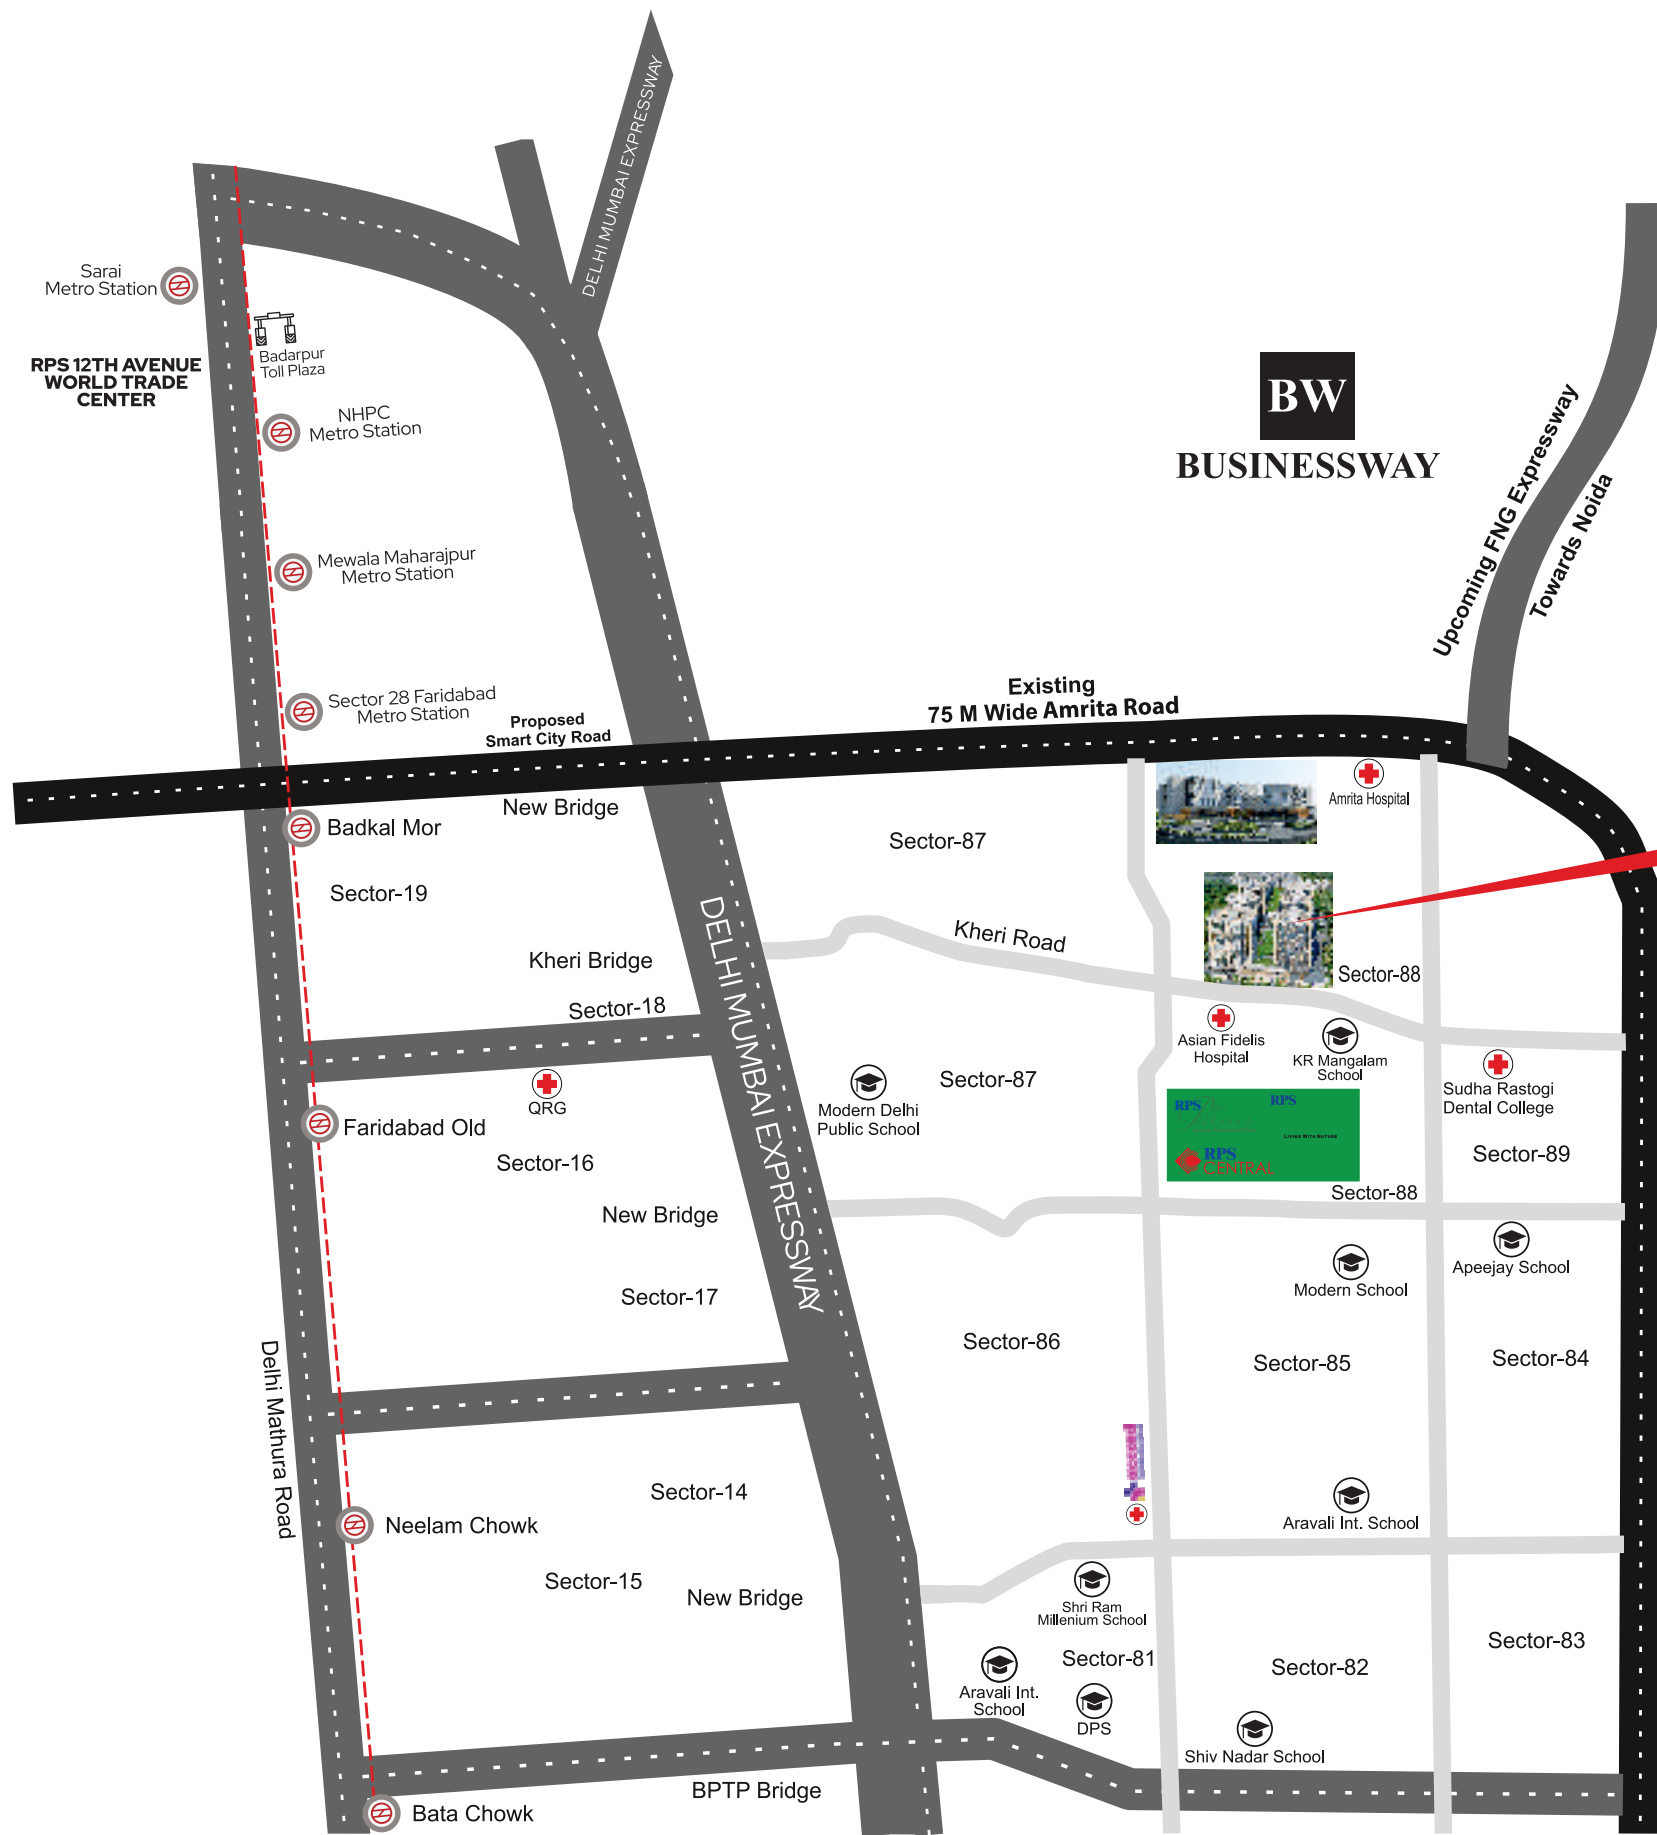 DELHI MUMBAI EXPRESSWAY
Sarai
Metro Station
Badarpur
Toll Plaza
RPS 12TH AVENUE
WORLD TRADE
CENTER
NHPC
Metro Station
BW
BUSINESSWAY
Upcoming FNG Expressway
Towards Noida
Mewala Maharajpur
Metro Station
Sector 28 Faridabad
Metro Station
Proposed
Smart City Road
Existing
75 M Wide Amrita Road
New Bridge
Amrita Hospital
Badkal Mor
Sector-87
Sector-19
DELHI MUMBAI EXPRESSWAY
Kheri Road
Kheri Bridge
Sector-88
Sector-18
Asian Fidelis
Hospital
KR Mangalam
School
Sudha Rastogi
Dental College
QRG
Modern Delhi
Public School
Sector-87
RPS
RPS
LIVING WITH NATURE
RPS
CENTRAL
Faridabad Old
Sector-16
Sector-89
Sector-88
New Bridge
Apeejay School
Modern School
Sector-17
Sector-86
Sector-85
Sector-84
Delhi Mathura Road
Sector-14
Neelam Chowk
Aravali Int. School
Sector-15
New Bridge
Shri Ram
Millenium School
Sector-81
Sector-82
Sector-83
Aravali Int.
School
DPS
Shiv Nadar School
BPTP Bridge
Bata Chowk